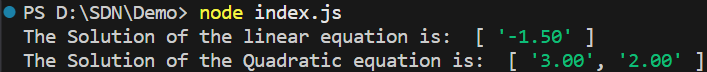 PS D:\SDN\Demo> node index.js
The Solution of the linear equation is:  [ '-1.50' ]
The Solution of the Quadratic equation is:  [ '3.00', '2.00' ]